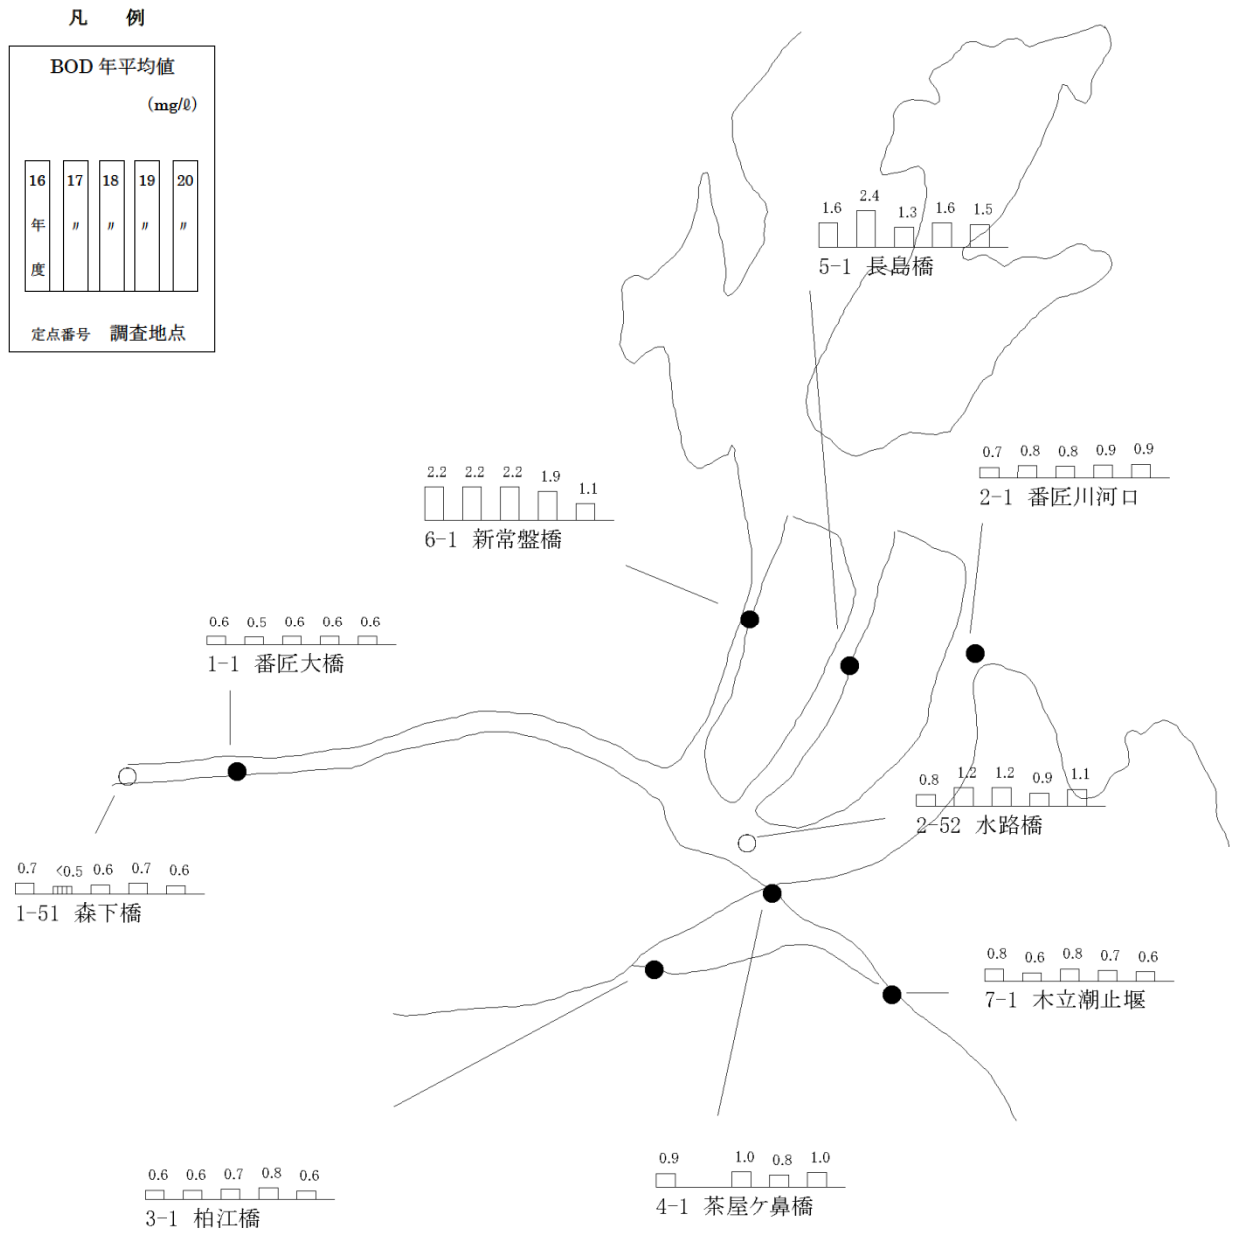 凡 例
BOD 年平均値
(mg/ℓ)
16 17 18 19 20
年 〃 〃 〃 〃
度
定点番号 調査地点
1.6 2.4 1.3 1.6 1.5
5-1 長島橋
0.7 0.8 0.8 0.9 0.9
2-1 番匠川河口
2.2 2.2 2.2 1.9 1.1
6-1 新常盤橋
0.6 0.5 0.6 0.6 0.6
1-1 番匠大橋
0.8 1.2 1.2 0.9 1.1
2-52 水路橋
0.7 <0.5 0.6 0.7 0.6
1-51 森下橋
0.8 0.6 0.8 0.7 0.6
7-1 木立潮止堰
0.6 0.6 0.7 0.8 0.6
3-1 柏江橋
0.9 1.0 0.8 1.0
4-1 茶屋ケ鼻橋